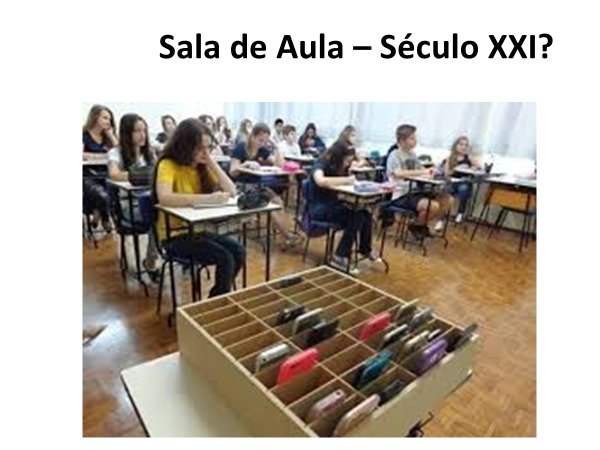 Sala de Aula – Século XXI?